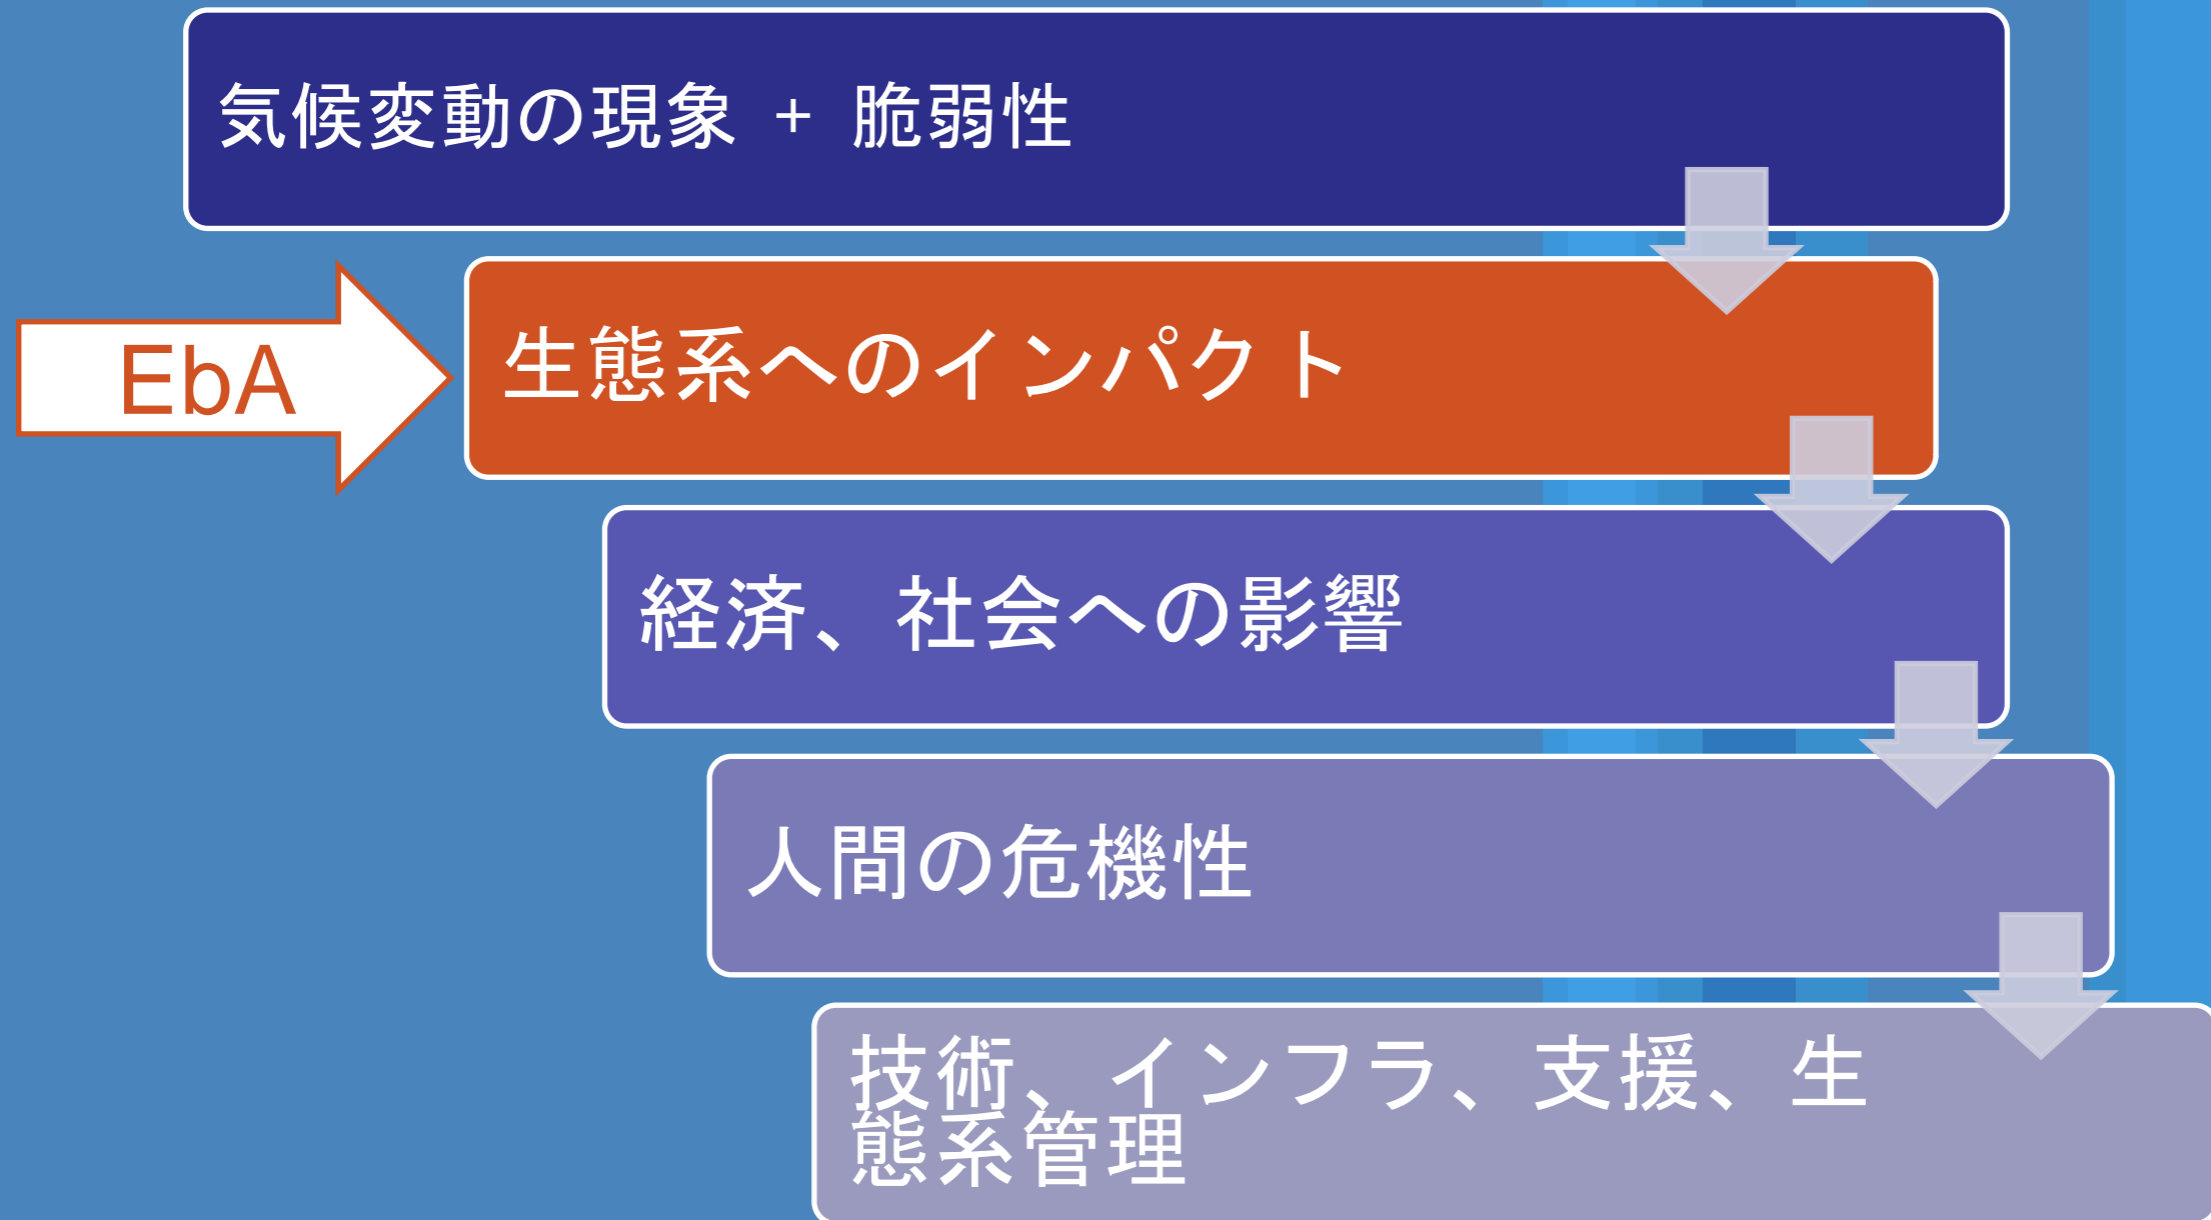 気候変動の現象 + 脆弱性
EbA
生態系へのインパクト
経済、社会への影響
人間の危機性
技術、インフラ、支援、生
態系管理